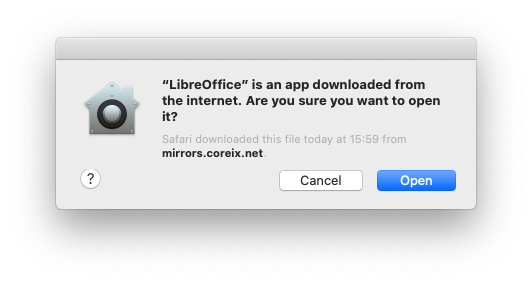 “LibreOffice” is an app downloaded from
the internet. Are you sure you want to open
it?
Safari downloaded this file today at 15:59 from
mirrors.coreix.net.
? Cancel Open